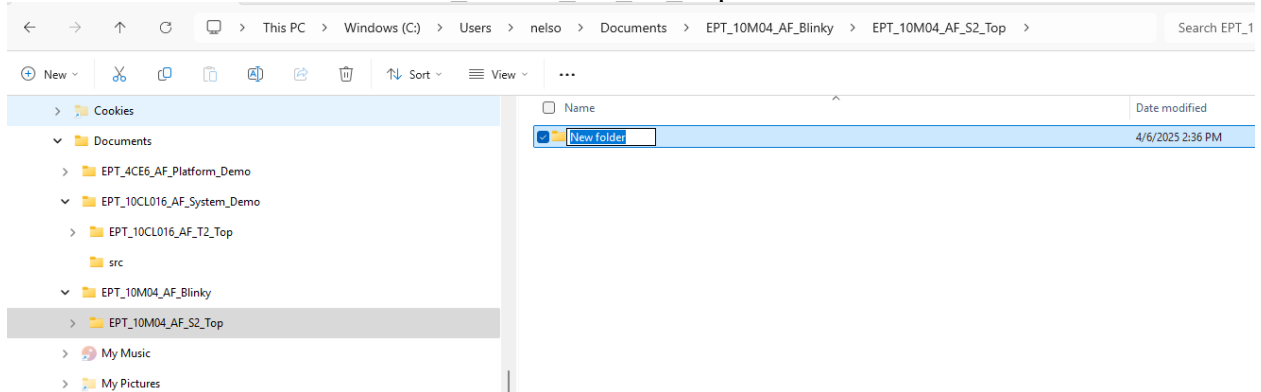 This PC > Windows (C:) > Users > nelso > Documents > EPT_10M04_AF_Blinky > EPT_10M04_AF_S2_Top >
Search EPT_1
New
Sort
View
Cookies
Documents
EPT_4CE6_AF_Platform_Demo
EPT_10CL016_AF_System_Demo
EPT_10CL016_AF_T2_Top
src
EPT_10M04_AF_Blinky
EPT_10M04_AF_S2_Top
My Music
My Pictures
Name
Date modified
New folder
4/6/2025 2:36 PM